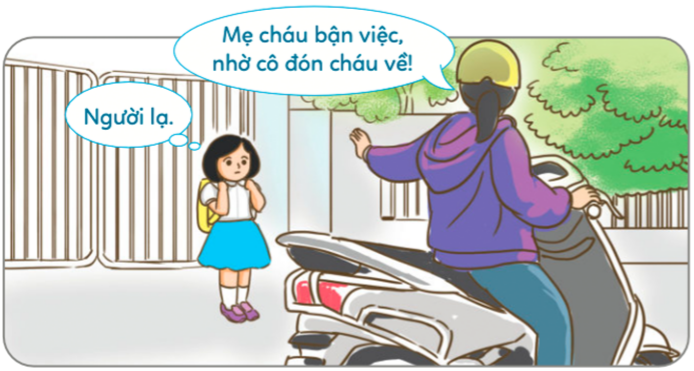 Mẹ cháu bận việc,
nhờ cô đón cháu về!
Người lạ.